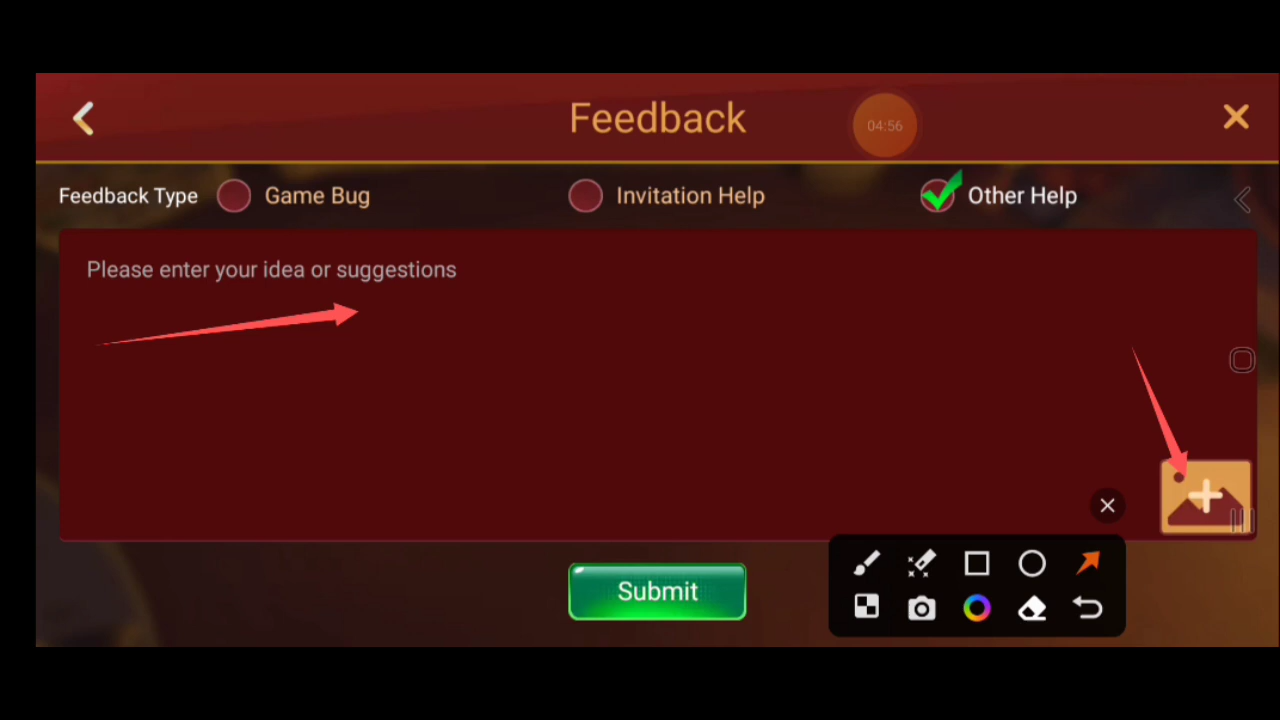 Feedback
04:56
Feedback Type Game Bug Invitation Help Other Help
Please enter your idea or suggestions
Submit